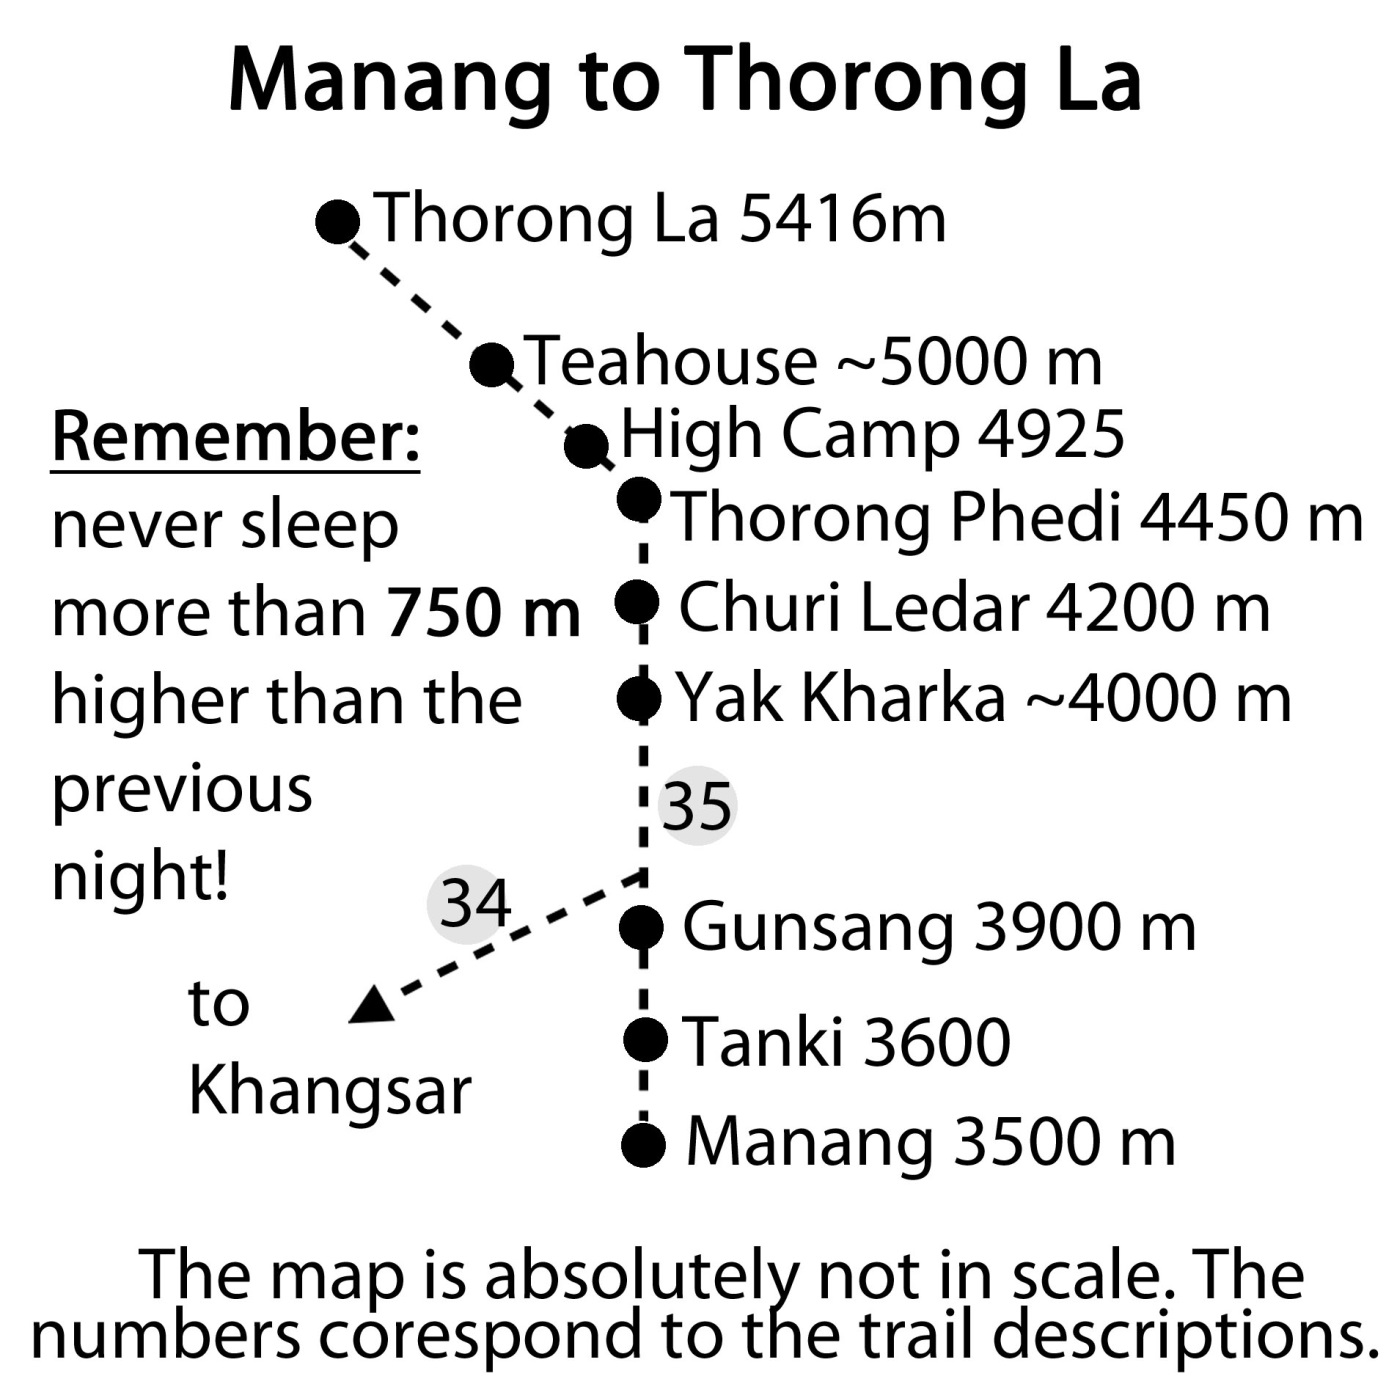 Manang to Thorong La
Thorong La 5416m
Teahouse ~5000 m
High Camp 4925
Thorong Phedi 4450 m
Churi Ledar 4200 m
Yak Kharka ~4000 m
Remember:
never sleep
more than 750 m
higher than the
previous
night!
35
34
to
Khangsar
Gunsang 3900 m
Tanki 3600
Manang 3500 m
The map is absolutely not in scale. The
numbers corespond to the trail descriptions.